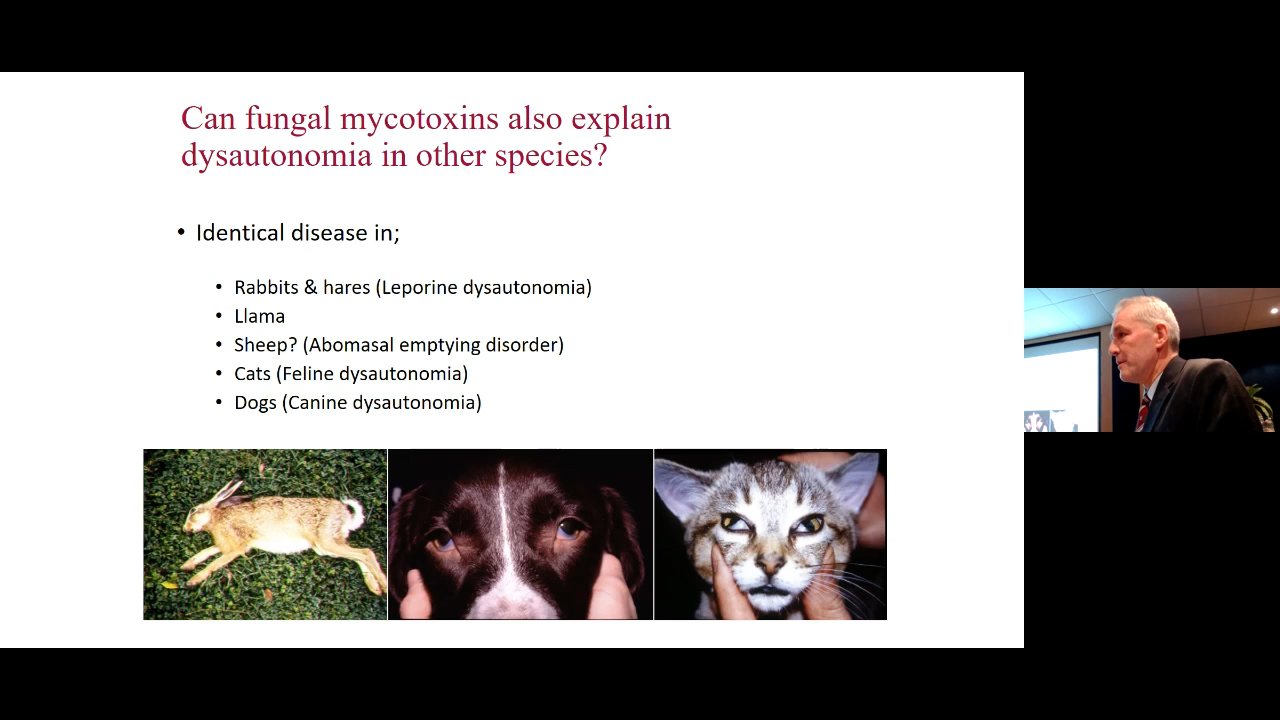 Can fungal mycotoxins also explain
dysautonomia in other species?
• Identical disease in;
• Rabbits & hares (Leporine dysautonomia)
• Llama
• Sheep? (Abomasal emptying disorder)
• Cats (Feline dysautonomia)
• Dogs (Canine dysautonomia)